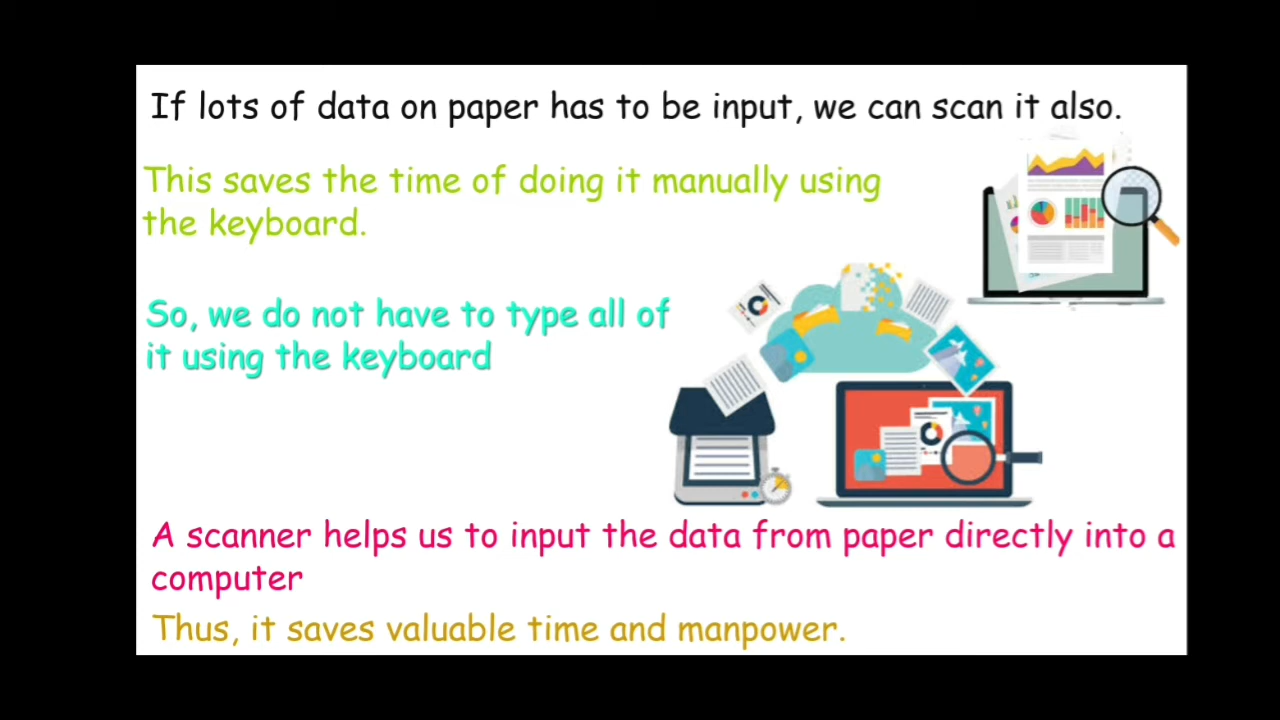 If lots of data on paper has to be input, we can scan it also.
This saves the time of doing it manually using
the keyboard.
So, we do not have to type all of
it using the keyboard
A scanner helps us to input the data from paper directly into a
computer
Thus, it saves valuable time and manpower.